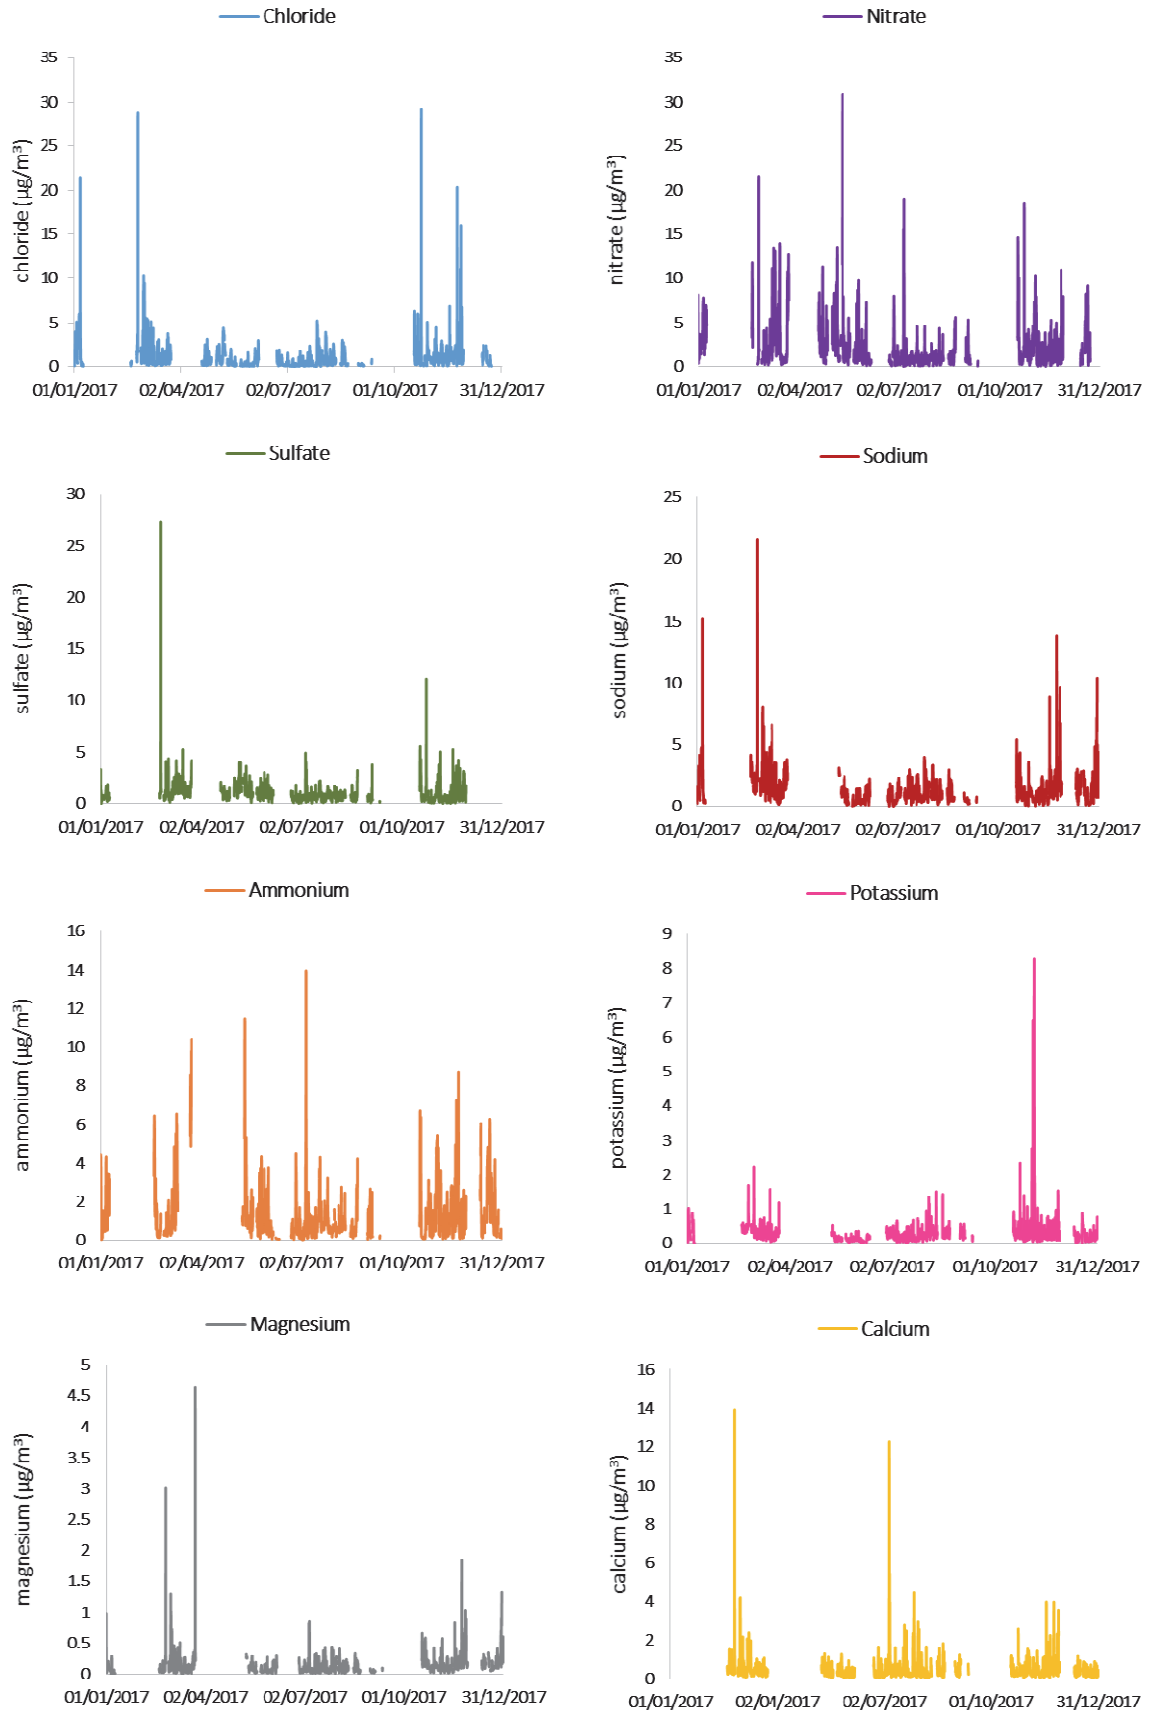 Chloride
35
30
25
20
15
10
5
0
chloride (µg/m³)
01/01/2017 02/04/2017 02/07/2017 01/10/2017 31/12/2017
Nitrate
35
30
25
20
15
10
5
0
nitrate (µg/m³)
01/01/2017 02/04/2017 02/07/2017 01/10/2017 31/12/2017
Sulfate
30
25
20
15
10
5
0
sulfate (µg/m³)
01/01/2017 02/04/2017 02/07/2017 01/10/2017 31/12/2017
Sodium
25
20
15
10
5
0
sodium (µg/m³)
01/01/2017 02/04/2017 02/07/2017 01/10/2017 31/12/2017
Ammonium
16
14
12
10
8
6
4
2
0
ammonium (µg/m³)
01/01/2017 02/04/2017 02/07/2017 01/10/2017 31/12/2017
Potassium
9
8
7
6
5
4
3
2
1
0
potassium (µg/m³)
01/01/2017 02/04/2017 02/07/2017 01/10/2017 31/12/2017
Magnesium
5
4.5
4
3.5
3
2.5
2
1.5
1
0.5
0
magnesium (µg/m³)
01/01/2017 02/04/2017 02/07/2017 01/10/2017 31/12/2017
Calcium
16
14
12
10
8
6
4
2
0
calcium (µg/m³)
01/01/2017 02/04/2017 02/07/2017 01/10/2017 31/12/2017